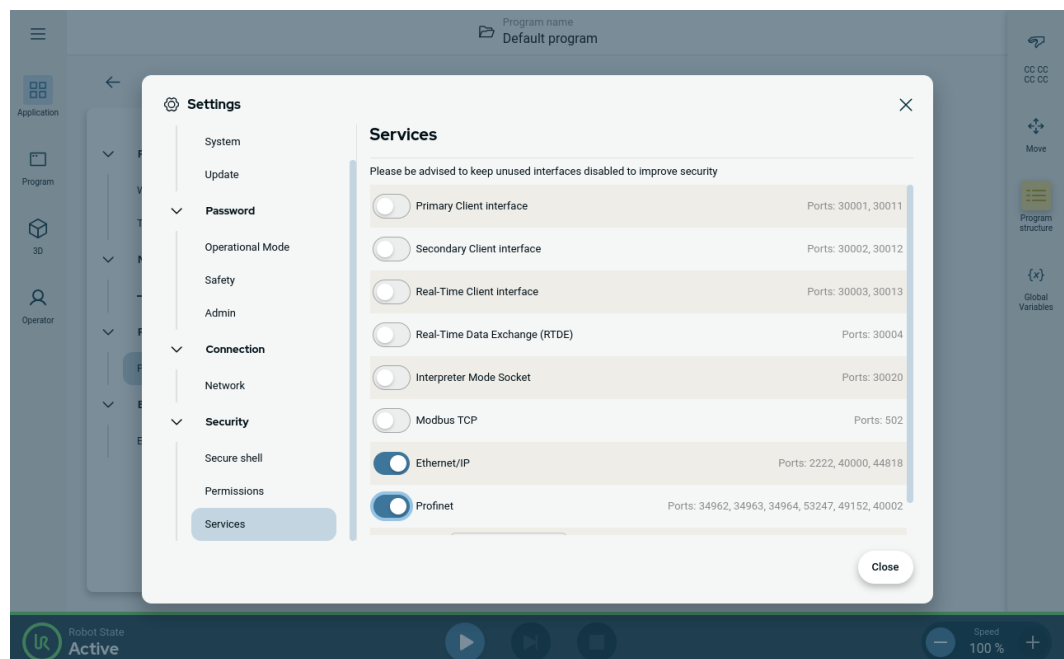 Program name
Default program
Application
Program
3D
Operator
Settings
System
Update
Password
Operational Mode
Safety
Admin
Connection
Network
Security
Secure shell
Permissions
Services
Services
Please be advised to keep unused interfaces disabled to improve security
Primary Client interface Ports: 30001, 30011
Secondary Client interface Ports: 30002, 30012
Real-Time Client interface Ports: 30003, 30013
Real-Time Data Exchange (RTDE) Ports: 30004
Interpreter Mode Socket Ports: 30020
Modbus TCP Ports: 502
Ethernet/IP Ports: 2222, 40000, 44818
Profinet Ports: 34962, 34963, 34964, 53247, 49152, 40002
Close
CC CC
CC CC
Move
Program
structure
{x}
Global
Variables
UR
Robot State
Active
Speed
100 %